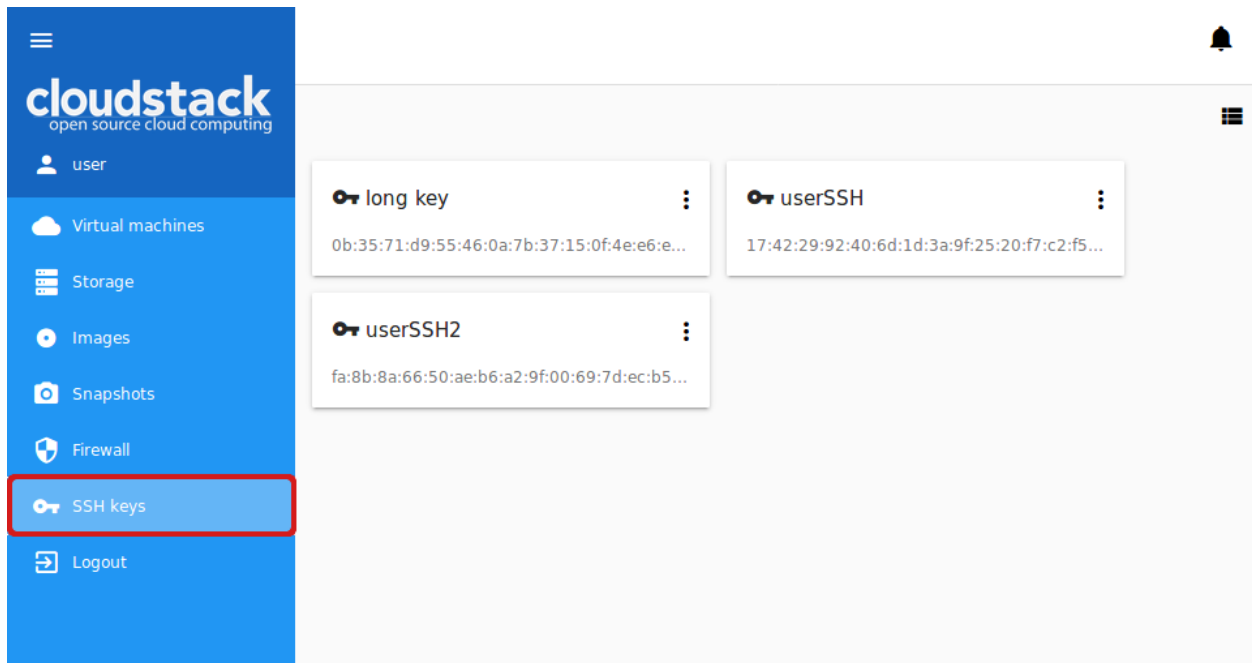 cloudstack
open source cloud computing
user
Virtual machines
Storage
Images
Snapshots
Firewall
SSH keys
Logout
long key
0b:35:71:d9:55:46:0a:7b:37:15:0f:4e:e6:e...
userSSH
17:42:29:92:40:6d:1d:3a:9f:25:20:f7:c2:f5...
userSSH2
fa:8b:8a:66:50:ae:b6:a2:9f:00:69:7d:ec:b5...